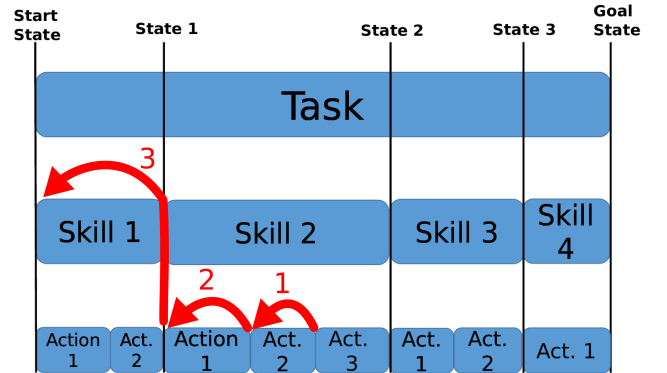 Start
State
State 1
State 2
State 3
Goal
State
Task
3
Skill 1
Skill 2
Skill 3
Skill
4
2
1
Action
1
Act.
2
Action
1
Act.
2
Act.
3
Act.
1
Act.
2
Act. 1